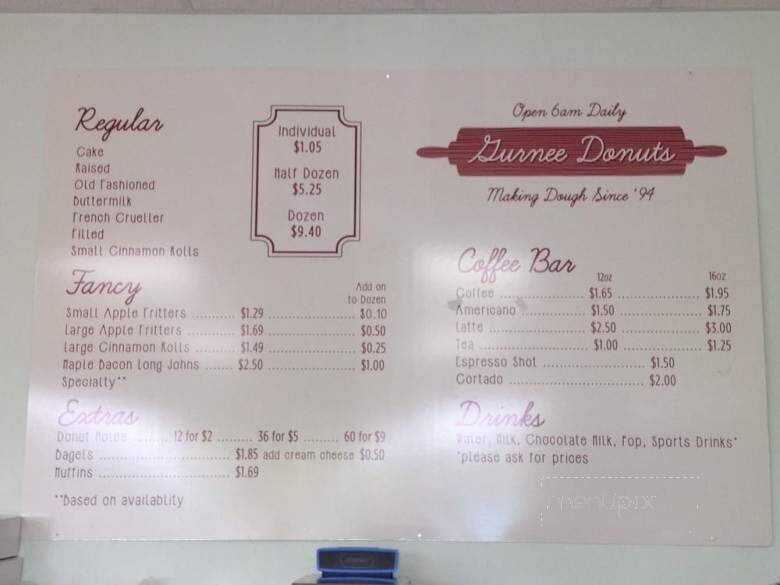 Regular
Cake
Raised
Old Fashioned
Buttermilk
French Crueller
Filled
Small Cinnamon Rolls
Individual
$1.05
Half Dozen
$5.25
Dozen
$9.40
Fancy
Add on
to Dozen
Small Apple Fritters .......... $1.29 .................... $0.10
Large Apple Fritters .......... $1.69 .................... $0.50
Large Cinnamon Rolls .......... $1.49 .................... $0.25
Maple Bacon Long Johns ...... $2.50 .................... $1.00
Specialty**
Extras
Donut Holes ......... 12 for $2 ......... 36 for $5 ......... 60 for $9
Bagels .............................. $1.85 add cream cheese $0.50
Muffins .............................. $1.69
**Based on availablity
Open 6am Daily
Gurnee Donuts
Making Dough Since '94
Coffee Bar
12oz 16oz
Coffee ...................... $1.65 ..................... $1.95
Americano .................. $1.50 ..................... $1.75
Latte ........................ $2.50 ..................... $3.00
Tea .......................... $1.00 ..................... $1.25
Espresso Shot ............................ $1.50
Cortado .................................. $2.00
Drinks
Water, Milk, Chocolate Milk, Pop, Sports Drinks*
*please ask for prices
menupix